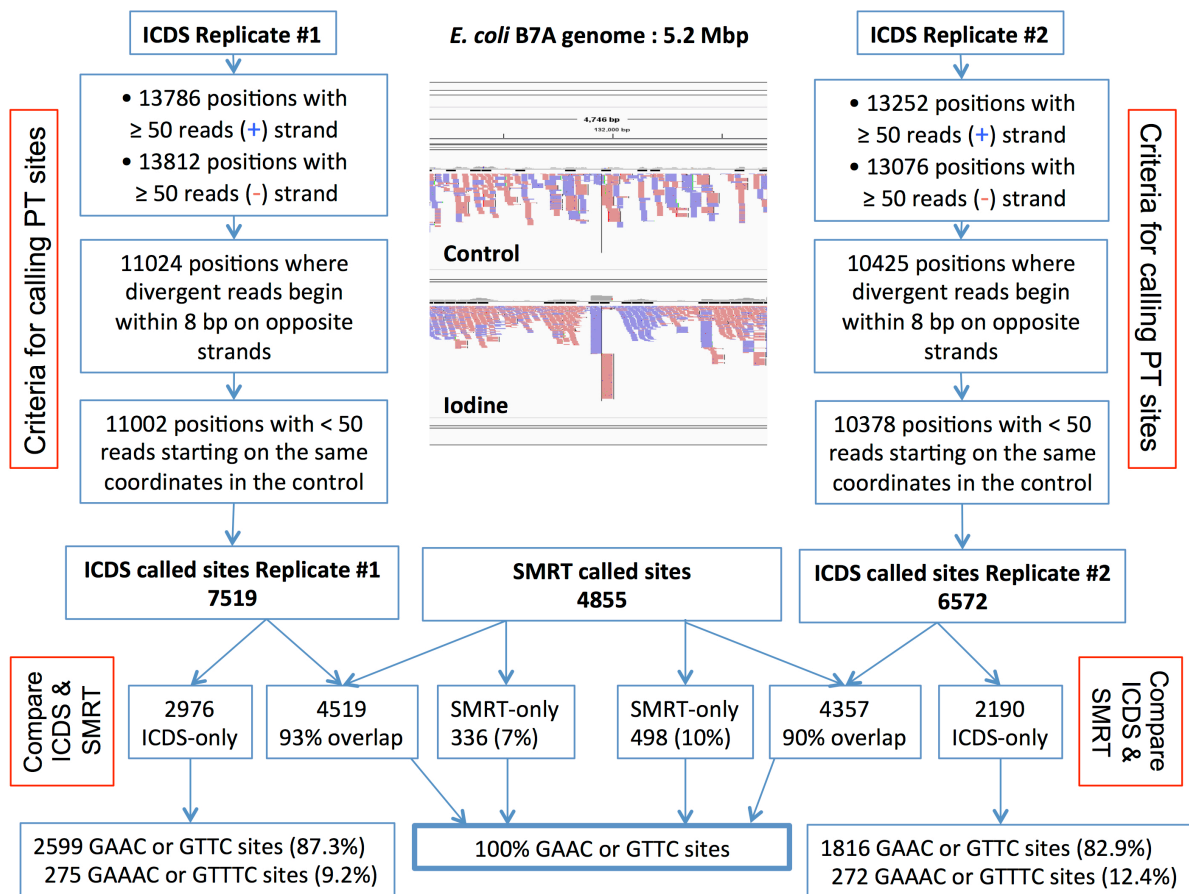 ICDS Replicate #1
E. coli B7A genome : 5.2 Mbp
ICDS Replicate #2
Criteria for calling PT sites
• 13786 positions with
≥ 50 reads (+) strand
• 13812 positions with
≥ 50 reads (-) strand
11024 positions where
divergent reads begin
within 8 bp on opposite
strands
11002 positions with < 50
reads starting on the same
coordinates in the control
4,746 bp
132,000 bp
Control
Iodine
• 13252 positions with
≥ 50 reads (+) strand
• 13076 positions with
≥ 50 reads (-) strand
10425 positions where
divergent reads begin
within 8 bp on opposite
strands
10378 positions with < 50
reads starting on the same
coordinates in the control
Criteria for calling PT sites
ICDS called sites Replicate #1
7519
SMRT called sites
4855
ICDS called sites Replicate #2
6572
Compare
ICDS &
SMRT
2976
ICDS-only
4519
93% overlap
SMRT-only
336 (7%)
SMRT-only
498 (10%)
4357
90% overlap
2190
ICDS-only
Compare
ICDS &
SMRT
2599 GAAC or GTTC sites (87.3%)
275 GAAAC or GTTTC sites (9.2%)
100% GAAC or GTTC sites
1816 GAAC or GTTC sites (82.9%)
272 GAAAC or GTTTC sites (12.4%)